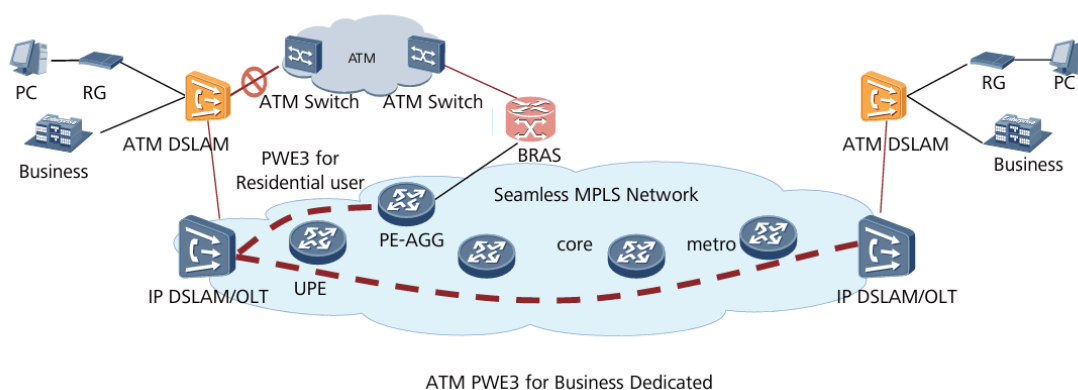 ATM
PC
RG
ATM Switch
ATM Switch
RG
PC
ATM DSLAM
Business
BRAS
ATM DSLAM
Business
PWE3 for
Residential user
Seamless MPLS Network
PE-AGG
core
metro
UPE
IP DSLAM/OLT
IP DSLAM/OLT
ATM PWE3 for Business Dedicated